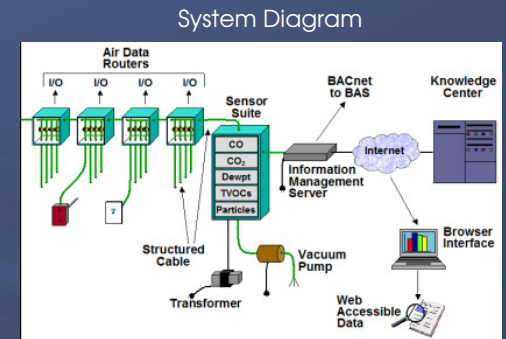 System Diagram
Air Data
Routers
I/O I/O I/O I/O
Sensor
Suite
CO
CO₂
Dewpt
TVOCs
Particles
BACnet
to BAS
Knowledge
Center
Internet
Information
Management
Server
Structured
Cable
Vacuum
Pump
Transformer
Browser
Interface
Web
Accessible
Data